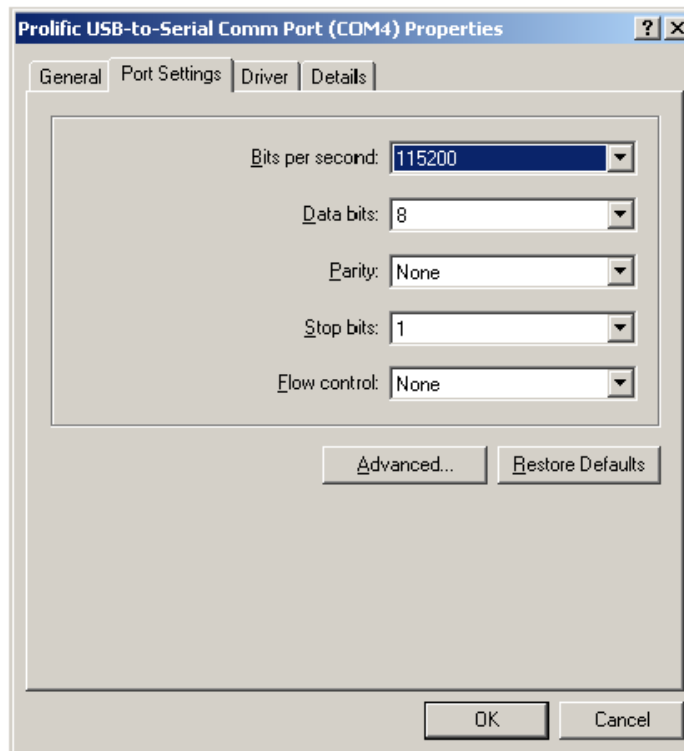 Prolific USB-to-Serial Comm Port (COM4) Properties
General Port Settings Driver Details
Bits per second: 115200
Data bits: 8
Parity: None
Stop bits: 1
Flow control: None
Advanced... Restore Defaults
OK Cancel